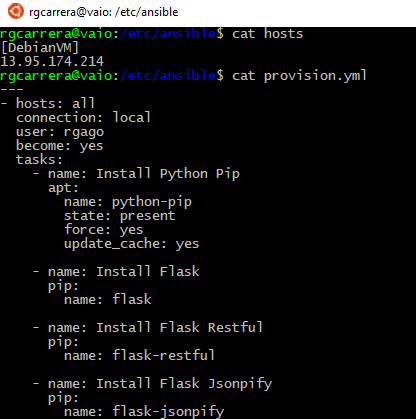 rgcarrera@vaio: /etc/ansible
rgcarrera@vaio:/etc/ansible$ cat hosts
[DebianVM]
13.95.174.214
rgcarrera@vaio:/etc/ansible$ cat provision.yml
---
- hosts: all
  connection: local
  user: rgago
  become: yes
  tasks:
    - name: Install Python Pip
      apt:
        name: python-pip
        state: present
        force: yes
        update_cache: yes

    - name: Install Flask
      pip:
        name: flask

    - name: Install Flask Restful
      pip:
        name: flask-restful

    - name: Install Flask Jsonpify
      pip:
        name: flask-jsonpify